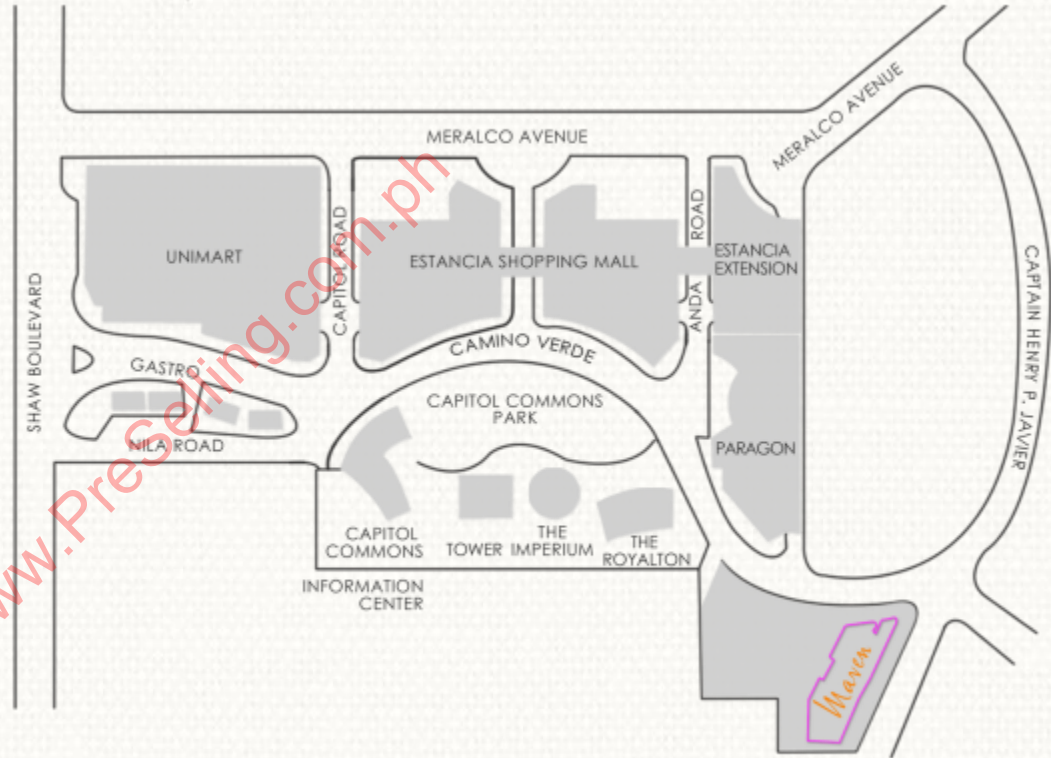 MERALCO AVENUE
MERALCO AVENUE
UNIMART
CAPITOL ROAD
ESTANCIA SHOPPING MALL
ANDA ROAD
ESTANCIA
EXTENSION
CAPTAIN HENRY P. JAVIER
SHAW BOULEVARD
GASTRO
CAMINO VERDE
CAPITOL COMMONS
PARK
NILA ROAD
PARAGON
CAPITOL
COMMONS
INFORMATION
CENTER
TOWER
THE
IMPERIUM
THE
ROYALTON
Maven
www.PreSelling.com.ph